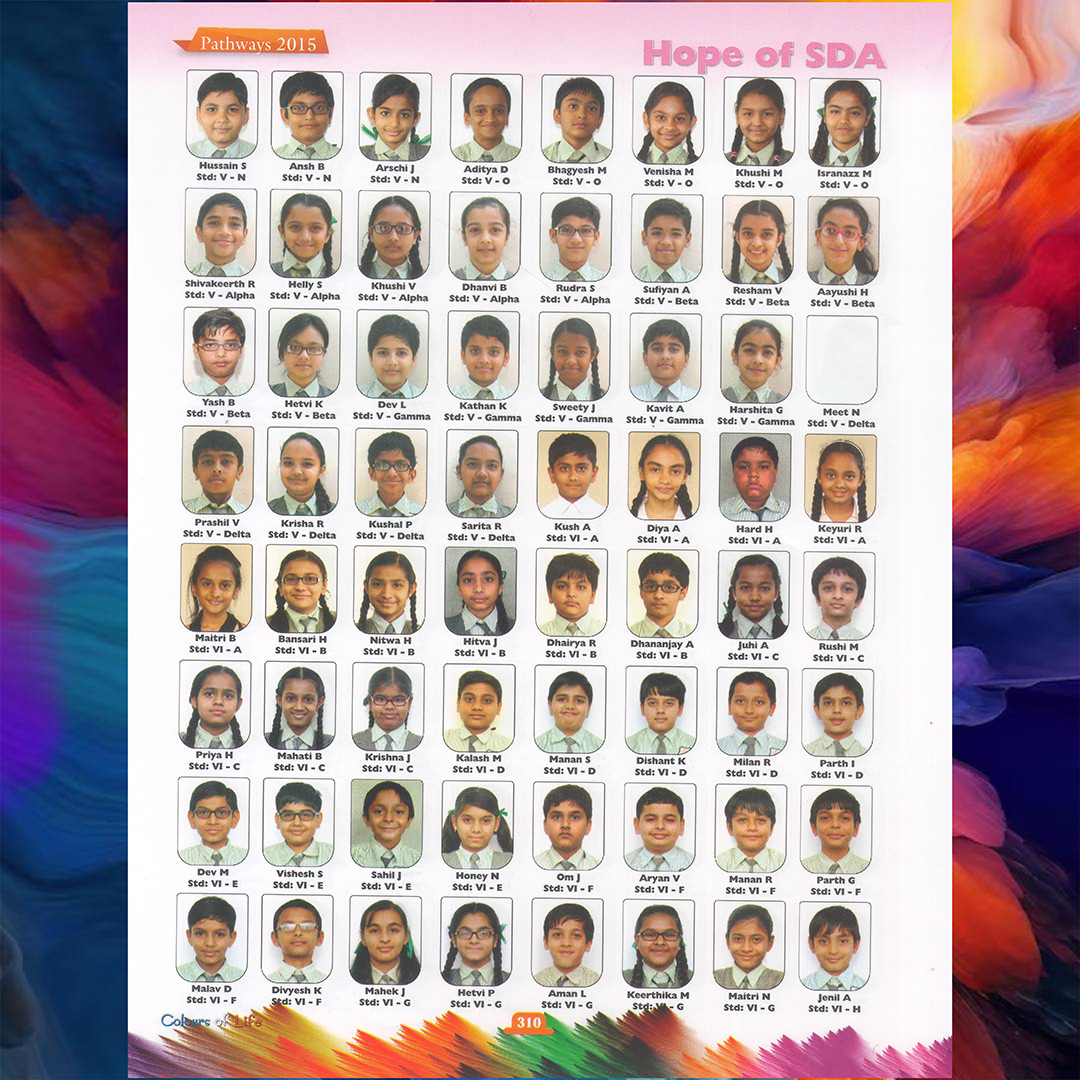 Pathways 2015
Hope of SDA
Hussain S Ansh B Arschi J Aditya D Bhagyesh M Venisha M Khushi M Isranazz M
Std: V - N Std: V - N Std: V - N Std: V - O Std: V - O Std: V - O Std: V - O Std: V - O
Shivakeerth R Helly S Khushi V Dhanvi B Rudra S Sufiyan A Resham V Aayushi H
Std: V - Alpha Std: V - Alpha Std: V - Alpha Std: V - Alpha Std: V - Alpha Std: V - Beta Std: V - Beta Std: V - Beta
Yash B Hetvi K Dev L Kathan K Sweety J Kavit A Harshita G Meet N
Std: V - Beta Std: V - Beta Std: V - Gamma Std: V - Gamma Std: V - Gamma Std: V - Gamma Std: V - Gamma Std: V - Delta
Prashil V Krisha R Kushal P Sarita R Kush A Diya A Hard H Keyuri R
Std: V - Delta Std: V - Delta Std: V - Delta Std: V - Delta Std: VI - A Std: VI - A Std: VI - A Std: VI - A
Maitri B Bansari H Nitwa H Hitva J Dhairya R Dhananjay A Juhi A Rushi M
Std: VI - A Std: VI - B Std: VI - B Std: VI - B Std: VI - B Std: VI - B Std: VI - C Std: VI - C
Priya H Mahati B Krishna J Kalash M Manan S Dishant K Milan R Parth I
Std: VI - C Std: VI - C Std: VI - C Std: VI - D Std: VI - D Std: VI - D Std: VI - D Std: VI - D
Dev M Vishesh S Sahil J Honey N Om J Aryan V Manan R Parth G
Std: VI - E Std: VI - E Std: VI - E Std: VI - E Std: VI - F Std: VI - F Std: VI - F Std: VI - F
Malav D Divyesh K Mahek J Hetvi P Aman L Keerthika M Maitri N Jenil A
Std: VI - F Std: VI - F Std: VI - G Std: VI - G Std: VI - G Std: VI - G Std: VI - G Std: VI - H
Colours of Life
310